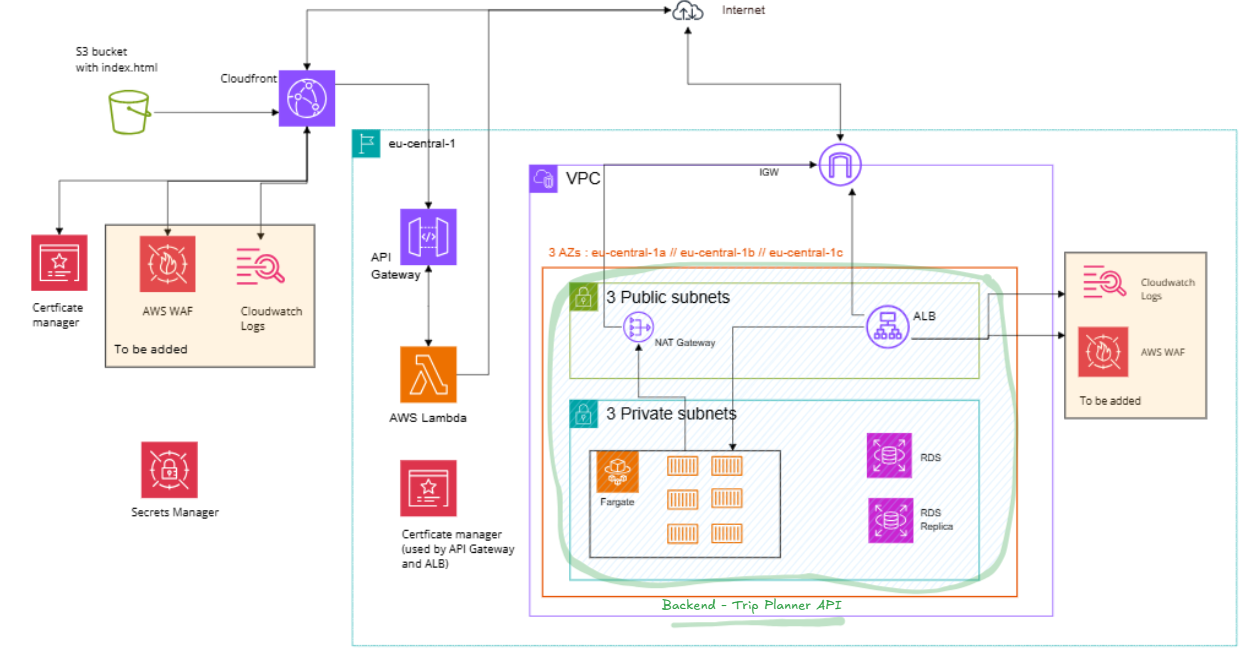 Internet
S3 bucket
with index.html
Cloudfront
eu-central-1
VPC
IGW
API
Gateway
3 AZs : eu-central-1a // eu-central-1b // eu-central-1c
3 Public subnets
NAT Gateway
ALB
Cloudwatch
Logs
AWS WAF
To be added
Certficate
manager
AWS WAF
Cloudwatch
Logs
To be added
AWS Lambda
3 Private subnets
Fargate
RDS
RDS
Replica
Secrets Manager
Certficate manager
(used by API Gateway
and ALB)
Backend - Trip Planner API